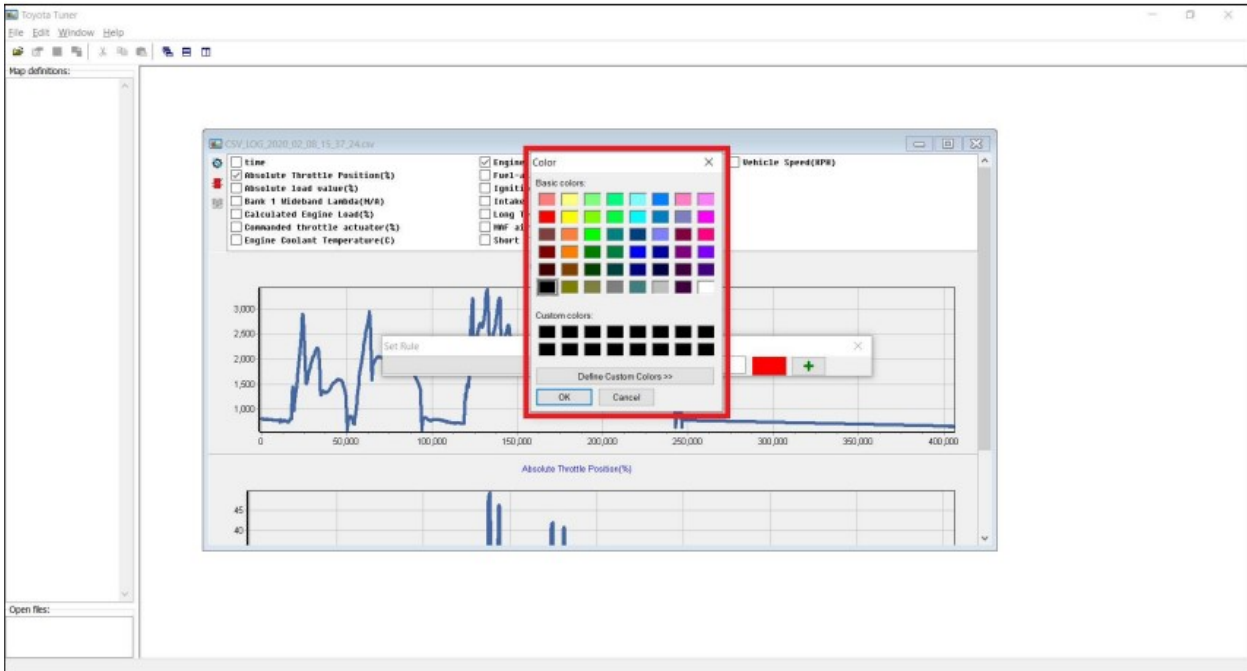 Toyota Tuner
File Edit Window Help
Map definitions:
CSV_LOG_2020_02_08_15_37_24.csv
time
Absolute Throttle Position(%)
Absolute load value(%)
Bank 1 Wideband Lambda(N/A)
Calculated Engine Load(%)
Commanded throttle actuator(%)
Engine Coolant Temperature(C)
Engine
Fuel-a
Ignitio
Intake
Long T
MAF ai
Short
Vehicle Speed(KPH)
Color
Basic colors:
Custom colors:
Define Custom Colors >>
OK Cancel
Set Rule
3,000
2,500
2,000
1,500
1,000
0 50,000 100,000 150,000 200,000 250,000 300,000 350,000 400,000
Absolute Throttle Position(%)
45
40
Open files: